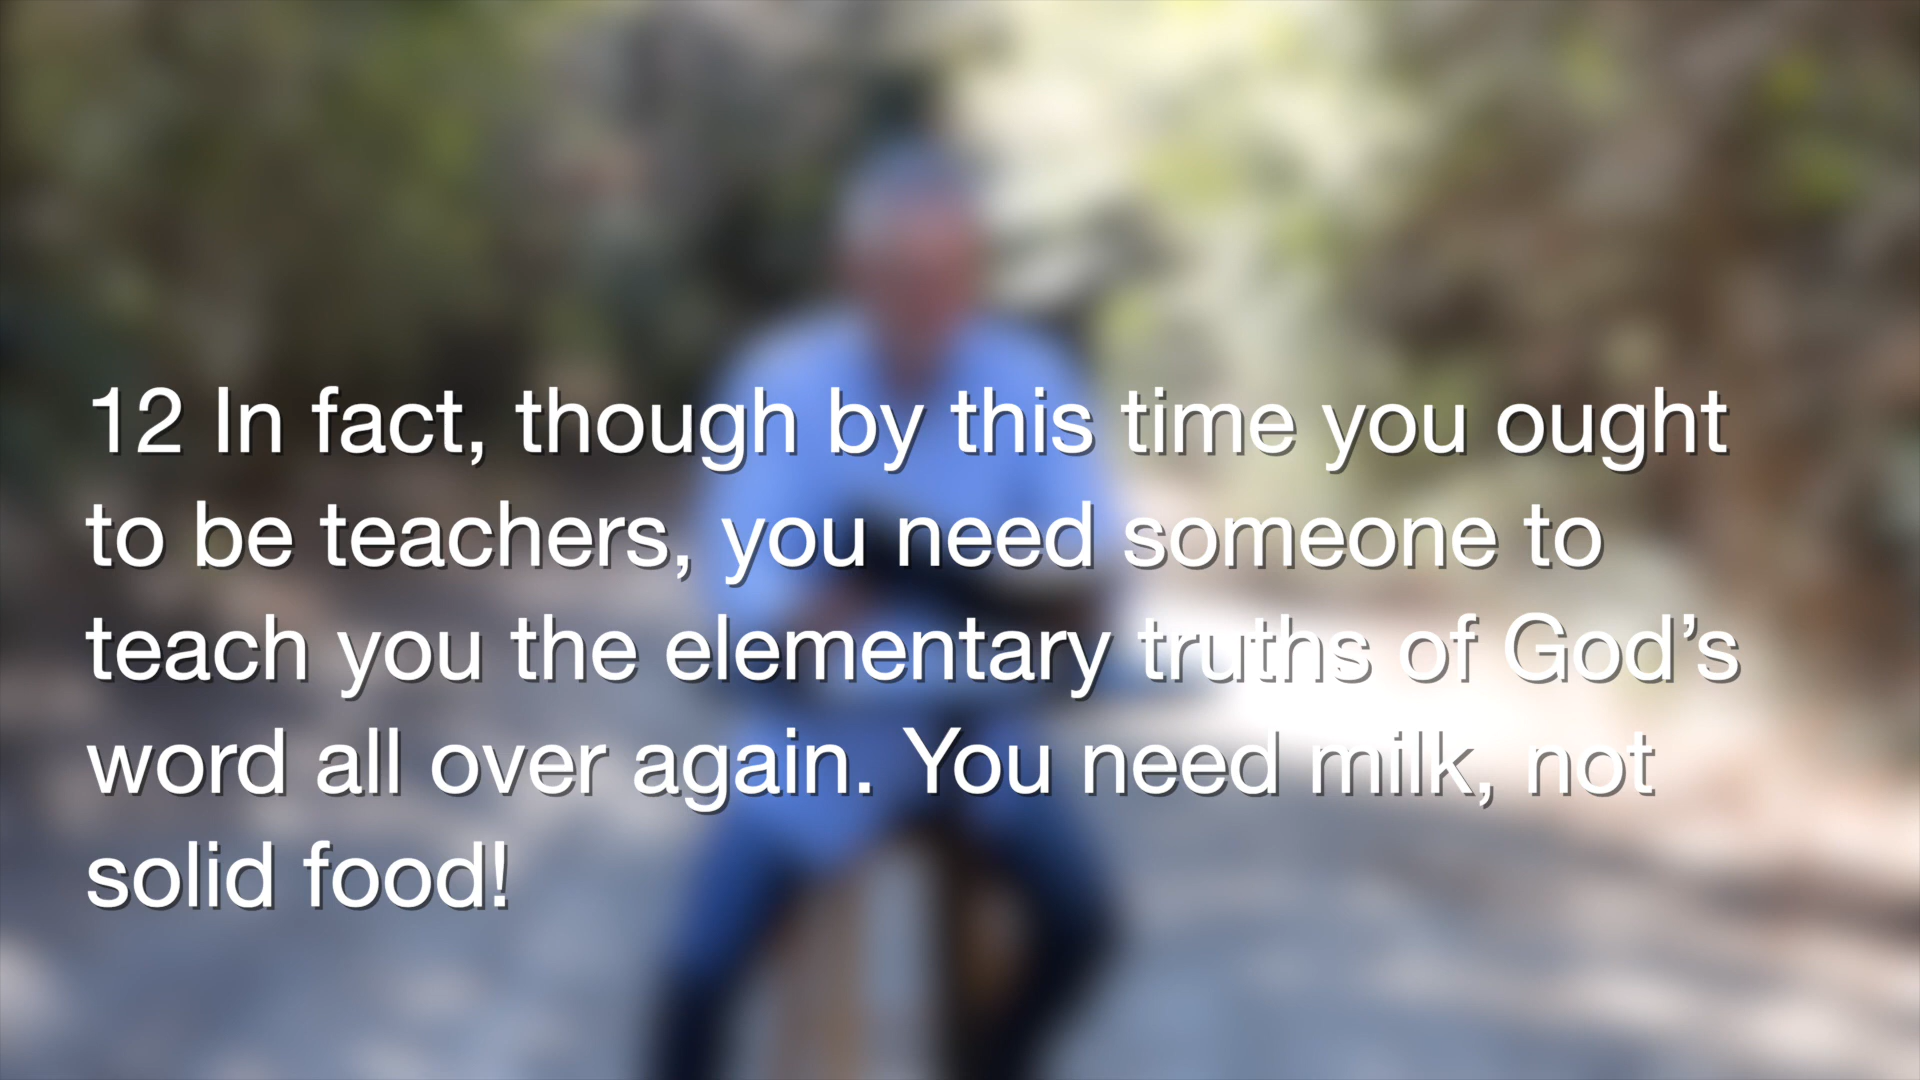 12 In fact, though by this time you ought
to be teachers, you need someone to
teach you the elementary truths of God’s
word all over again. You need milk, not
solid food!